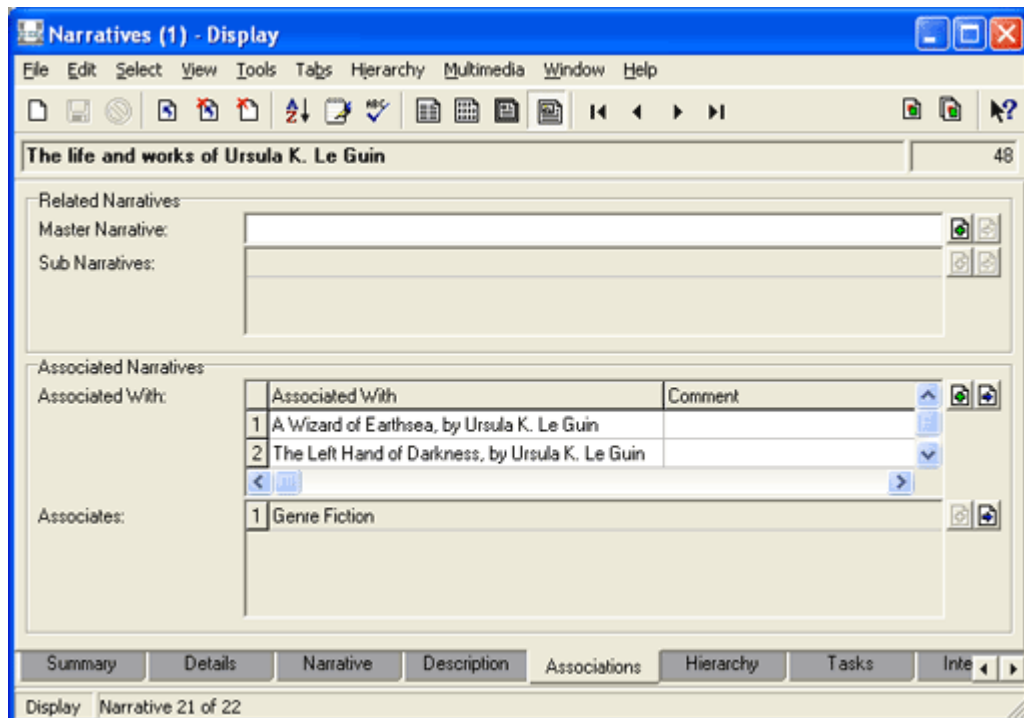 Narratives (1) - Display
File Edit Select View Tools Tabs Hierarchy Multimedia Window Help
The life and works of Ursula K. Le Guin 48
Related Narratives
Master Narrative:
Sub Narratives:
Associated Narratives
Associated With: Associated With Comment
1 A Wizard of Earthsea, by Ursula K. Le Guin
2 The Left Hand of Darkness, by Ursula K. Le Guin
Associates: 1 Genre Fiction
Summary Details Narrative Description Associations Hierarchy Tasks Inte
Display Narrative 21 of 22